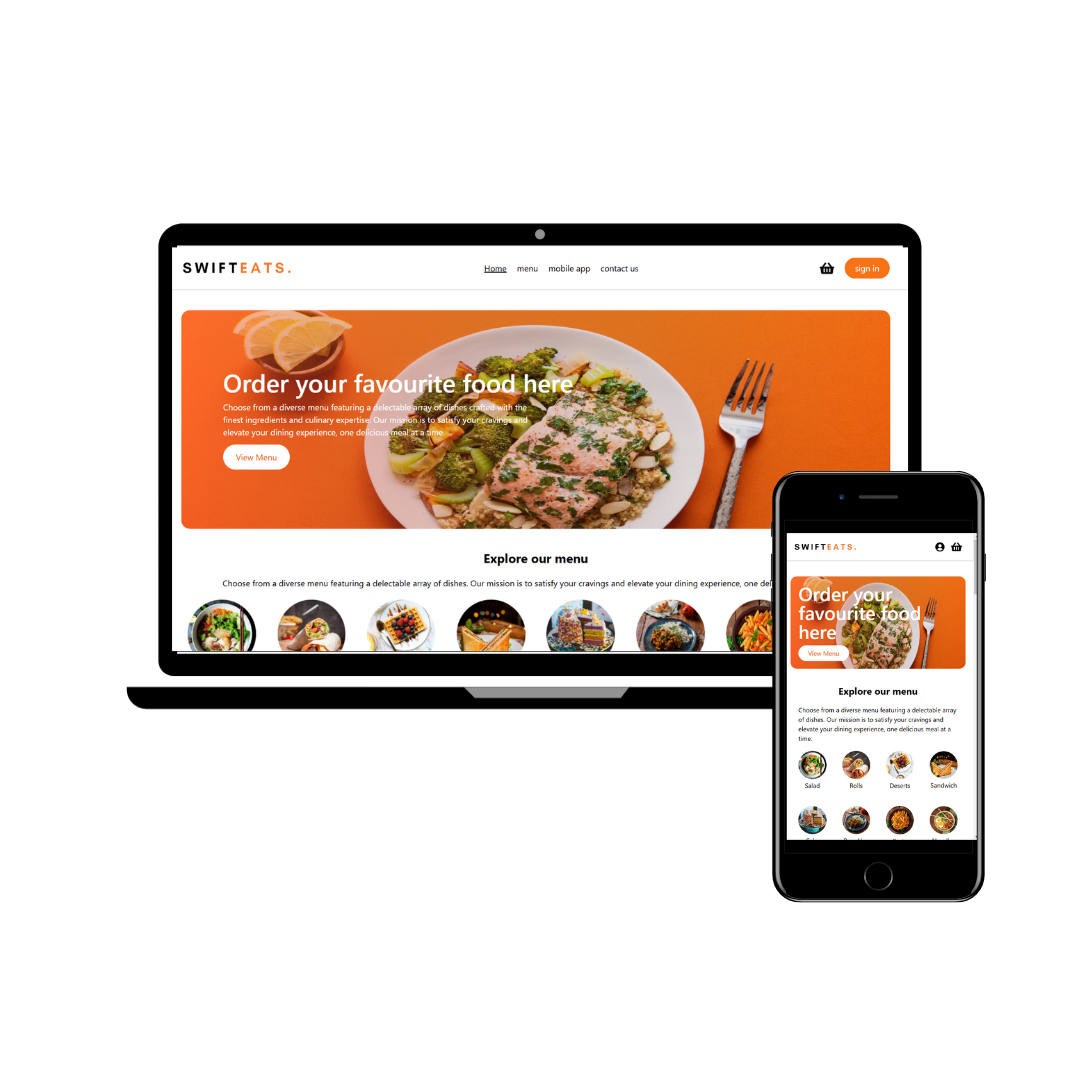 SWIFTEATS.
Home menu mobile app contact us
sign in
Order your favourite food here
Choose from a diverse menu featuring a delectable array of dishes crafted with the
finest ingredients and culinary expertise. Our mission is to satisfy your cravings and
elevate your dining experience, one delicious meal at a time.
View Menu
Explore our menu
Choose from a diverse menu featuring a delectable array of dishes. Our mission is to satisfy your cravings and elevate your dining experience, one
SWIFTEATS.
Order your
favourite food
here
View Menu
Explore our menu
Choose from a diverse menu featuring a delectable array
of dishes. Our mission is to satisfy your cravings and
elevate your dining experience, one delicious meal at a
time.
Salad Rolls Deserts Sandwich